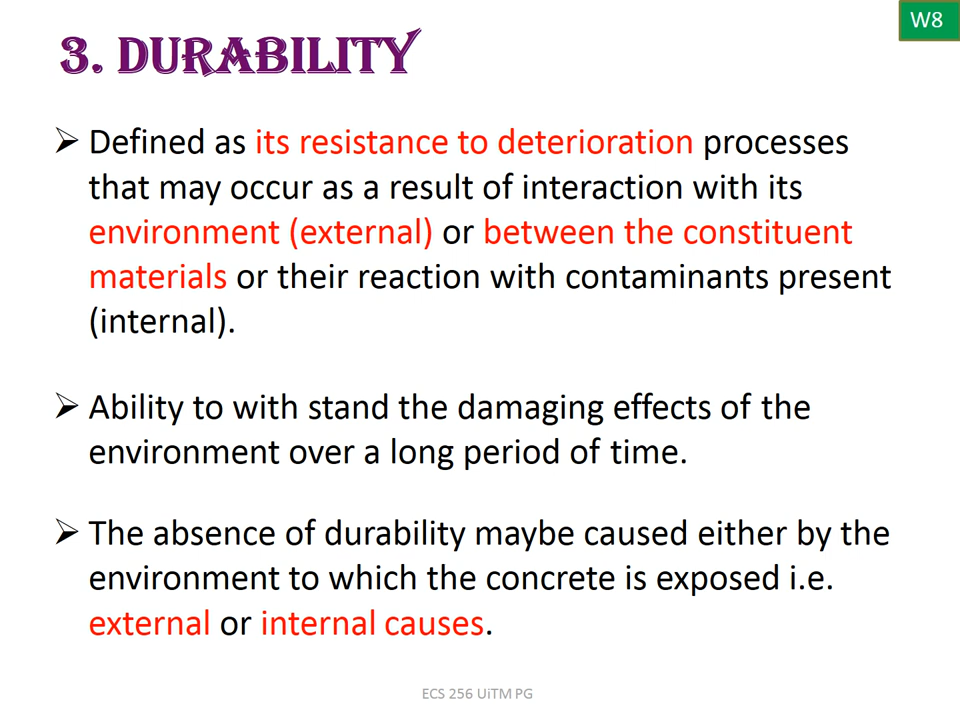 W8
3. DURABILITY
➢ Defined as its resistance to deterioration processes
that may occur as a result of interaction with its
environment (external) or between the constituent
materials or their reaction with contaminants present
(internal).
➢ Ability to with stand the damaging effects of the
environment over a long period of time.
➢ The absence of durability maybe caused either by the
environment to which the concrete is exposed i.e.
external or internal causes.
ECS 256 UiTM PG